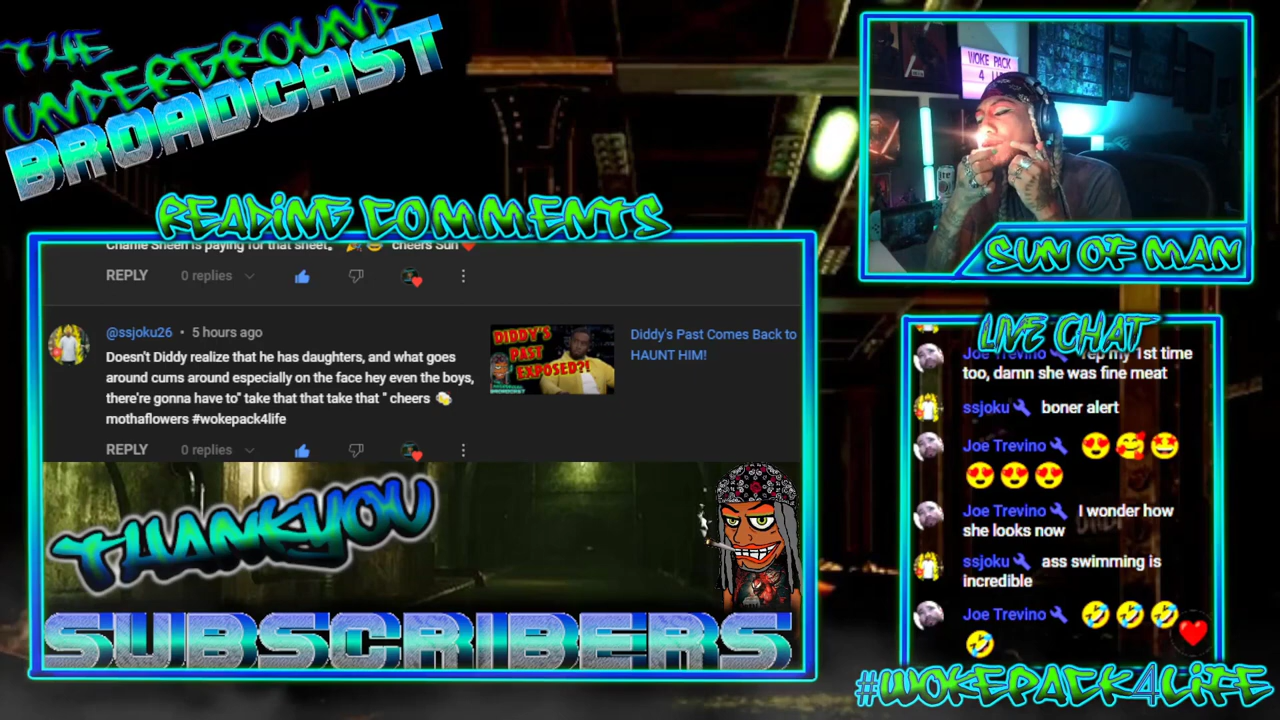 THE
UNDERGROUND
BROADCAST
READING COMMENTS
Charlie Sheen is paying for that sheet. 🎉 😎 cheers Sun ❤️
REPLY 0 replies
@ssjoku26 • 5 hours ago
Doesn't Diddy realize that he has daughters, and what goes
around cums around especially on the face hey even the boys,
there're gonna have to" take that that take that " cheers 🍻
mothaflowers #wokepack4life
REPLY 0 replies
DIDDY'S
PAST
EXPOSED?!
BROADCAST
Diddy's Past Comes Back to
HAUNT HIM!
THANKYOU
SUBSCRIBERS
WOKE PACK
4
SUN OF MAN
LIVE CHAT
Joe Trevino 🔧 Yep my 1st time
too, damn she was fine meat
ssjoku 🔧 boner alert
Joe Trevino 🔧 😍 🥰 🤩
😍 😍 😍
Joe Trevino 🔧 I wonder how
she looks now
ssjoku 🔧 ass swimming is
incredible
Joe Trevino 🔧 🤣 🤣 🤣
🤣
#WOKEPACK4LIFE